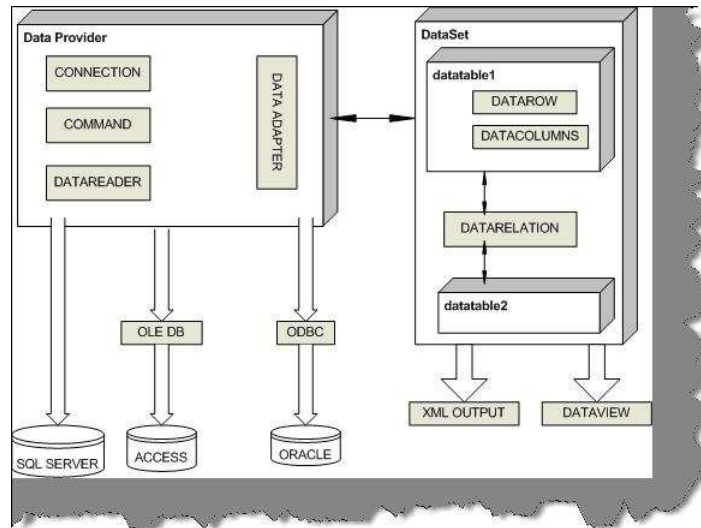 Data Provider
CONNECTION
COMMAND
DATAREADER
DATA ADAPTER
DataSet
datatable1
DATAROW
DATACOLUMNS
DATARELATION
datatable2
OLE DB
ODBC
XML OUTPUT
DATAVIEW
SQL SERVER
ACCESS
ORACLE